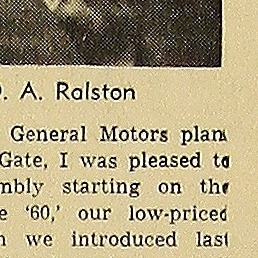 O. A. Ralston
General Motors plan
Gate, I was pleased to
mbly starting on the
e '60,' our low-priced
n we introduced last